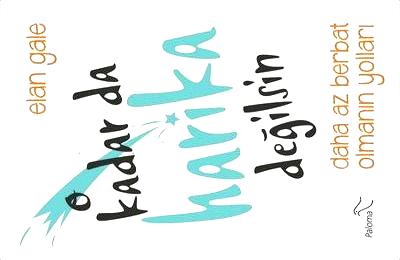 elan gale
o
kadar da
harika
değilsin
daha az berbat
olmanın yolları
Paloma